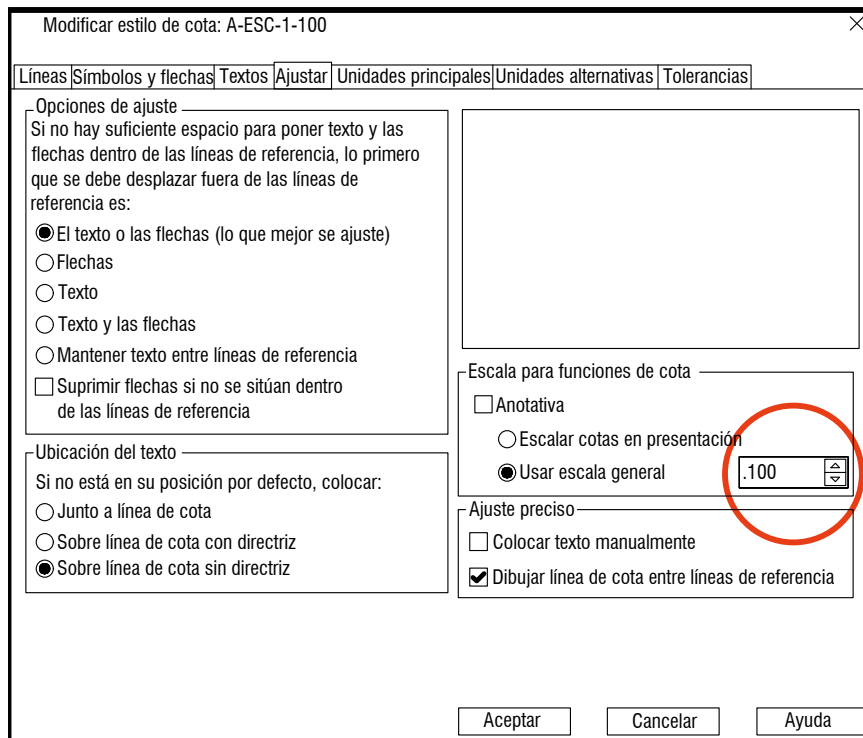 Modificar estilo de cota: A-ESC-1-100
Líneas Símbolos y flechas Textos Ajustar Unidades principales Unidades alternativas Tolerancias
Opciones de ajuste
Si no hay suficiente espacio para poner texto y las
flechas dentro de las líneas de referencia, lo primero
que se debe desplazar fuera de las líneas de
referencia es:
El texto o las flechas (lo que mejor se ajuste)
Flechas
Texto
Texto y las flechas
Mantener texto entre líneas de referencia
Suprimir flechas si no se sitúan dentro
de las líneas de referencia
Ubicación del texto
Si no está en su posición por defecto, colocar:
Junto a línea de cota
Sobre línea de cota con directriz
Sobre línea de cota sin directriz
Escala para funciones de cota
Anotativa
Escalar cotas en presentación
Usar escala general .100
Ajuste preciso
Colocar texto manualmente
Dibujar línea de cota entre líneas de referencia
Aceptar Cancelar Ayuda